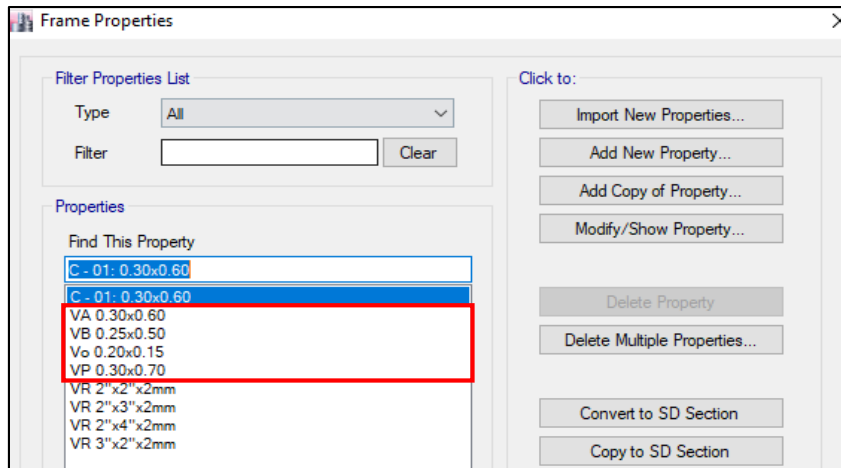 Frame Properties
Filter Properties List
Type
All
Filter
Clear
Properties
Find This Property
C - 01: 0.30x0.60
C - 01: 0.30x0.60
VA 0.30x0.60
VB 0.25x0.50
Vo 0.20x0.15
VP 0.30x0.70
VR 2"x2"x2mm
VR 2"x3"x2mm
VR 2"x4"x2mm
VR 3"x2"x2mm
Click to:
Import New Properties...
Add New Property...
Add Copy of Property...
Modify/Show Property...
Delete Property
Delete Multiple Properties...
Convert to SD Section
Copy to SD Section